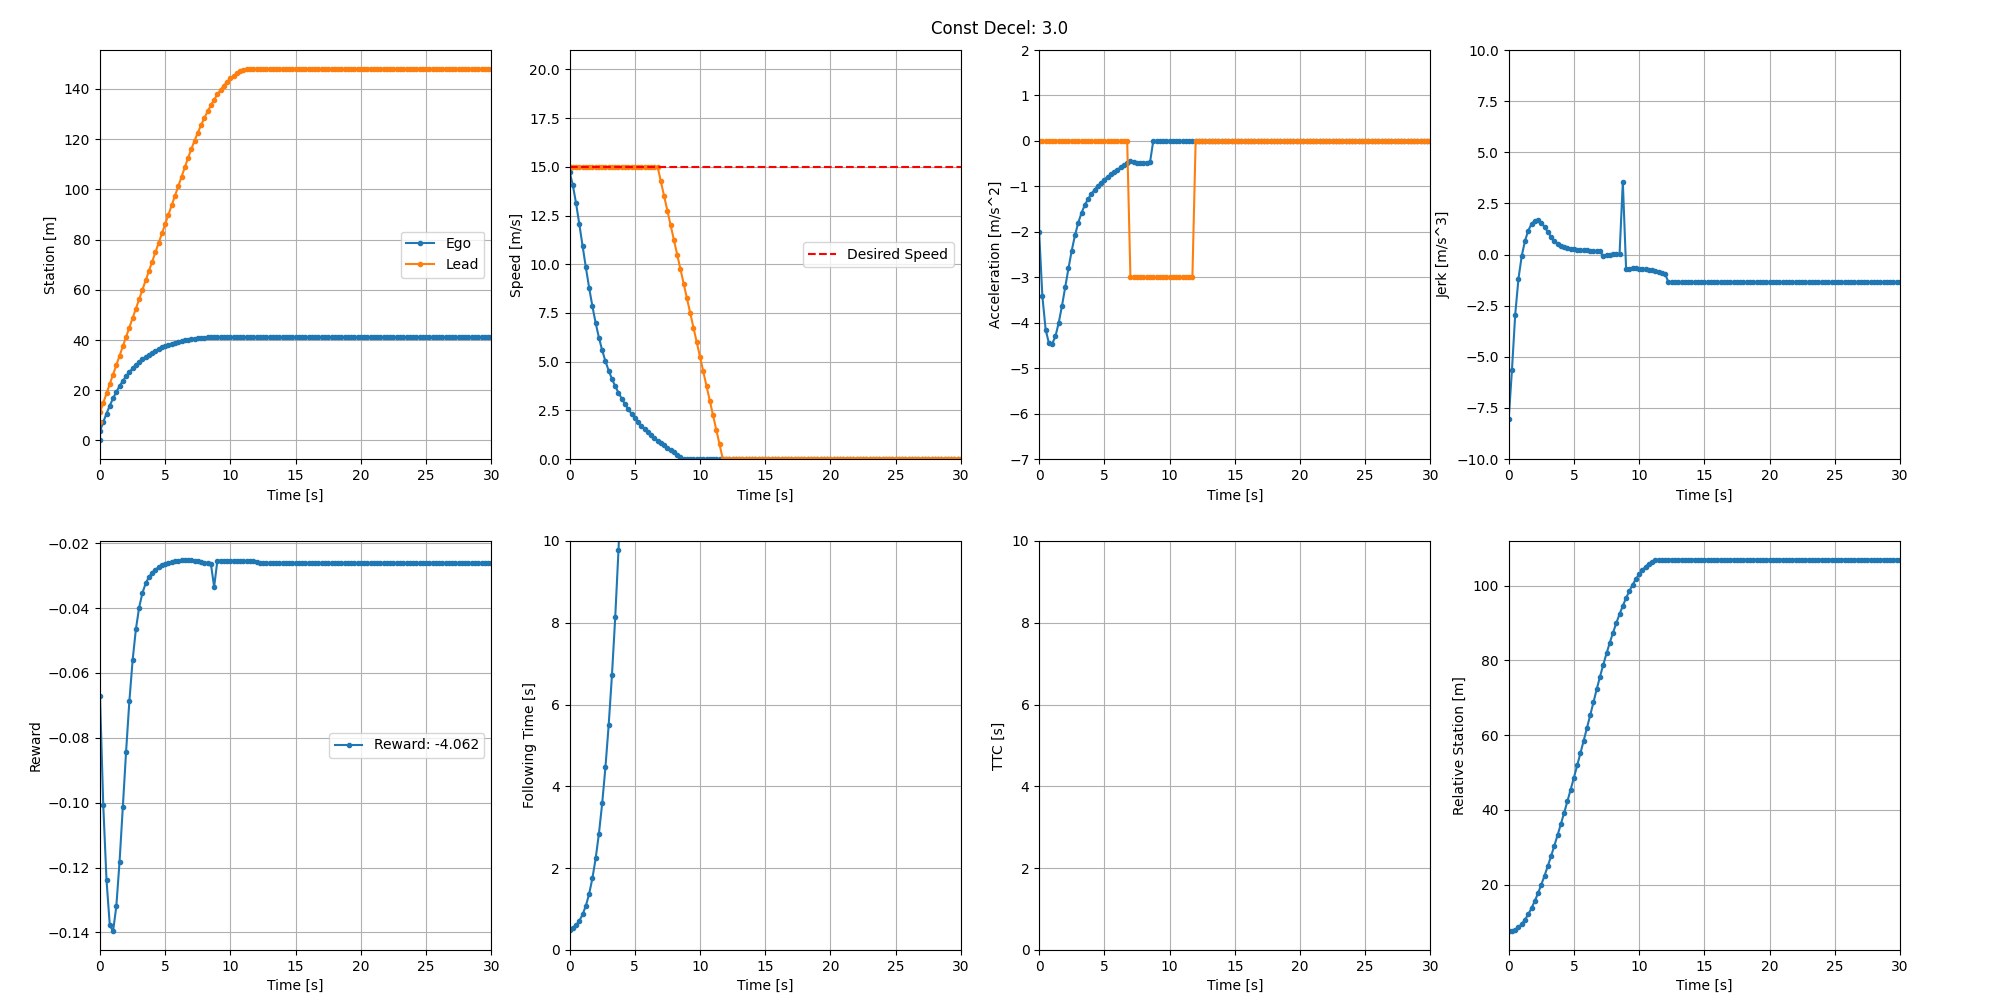 Const Decel: 3.0
Station [m]
140
120
100
80
60
40
20
0
Ego
Lead
0 5 10 15 20 25 30
Time [s]
Speed [m/s]
20.0
17.5
15.0
12.5
10.0
7.5
5.0
2.5
0.0
Desired Speed
0 5 10 15 20 25 30
Time [s]
Acceleration [m/s^2]
2
1
0
−1
−2
−3
−4
−5
−6
−7
0 5 10 15 20 25 30
Time [s]
Jerk [m/s^3]
10.0
7.5
5.0
2.5
0.0
−2.5
−5.0
−7.5
−10.0
0 5 10 15 20 25 30
Time [s]
Reward
−0.02
−0.04
−0.06
−0.08
−0.10
−0.12
−0.14
Reward: -4.062
0 5 10 15 20 25 30
Time [s]
Following Time [s]
10
8
6
4
2
0
0 5 10 15 20 25 30
Time [s]
TTC [s]
10
8
6
4
2
0
0 5 10 15 20 25 30
Time [s]
Relative Station [m]
100
80
60
40
20
0 5 10 15 20 25 30
Time [s]